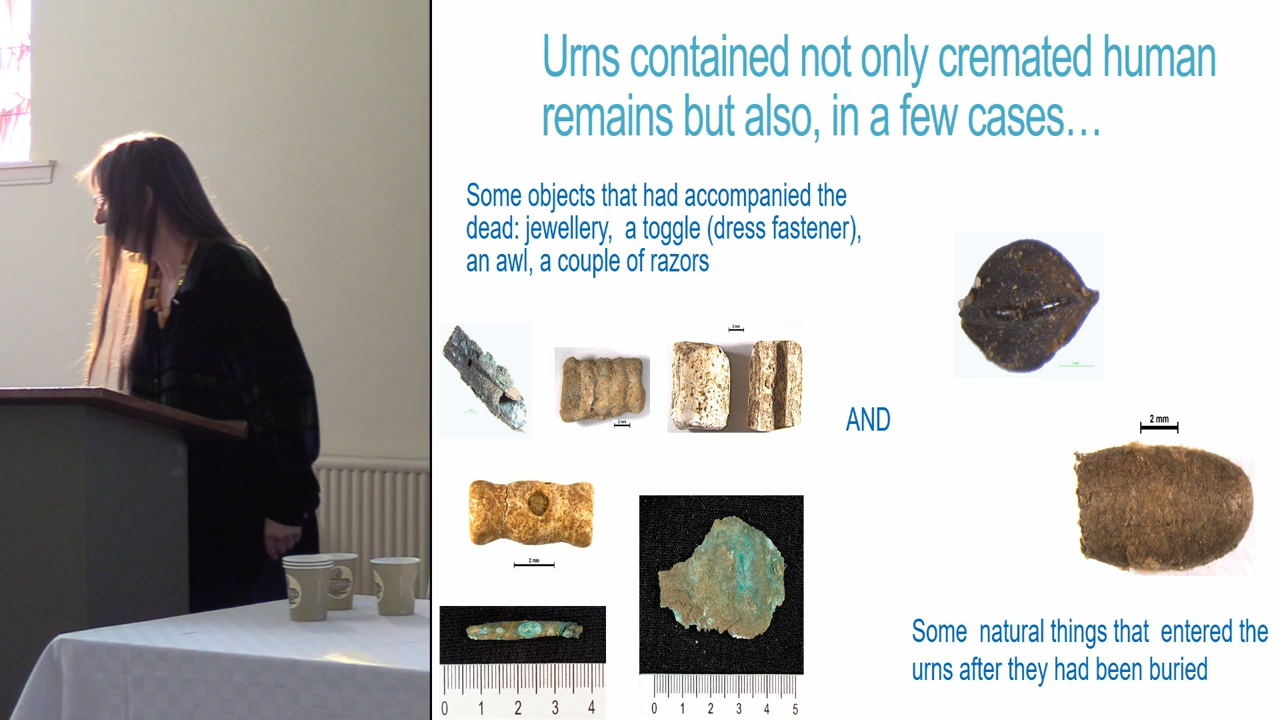 Urns contained not only cremated human
remains but also, in a few cases…
Some objects that had accompanied the
dead: jewellery, a toggle (dress fastener),
an awl, a couple of razors
2 mm
AND
2 mm
2 mm
0 1 2 3 4
0 1 2 3 4 5
Some natural things that entered the
urns after they had been buried